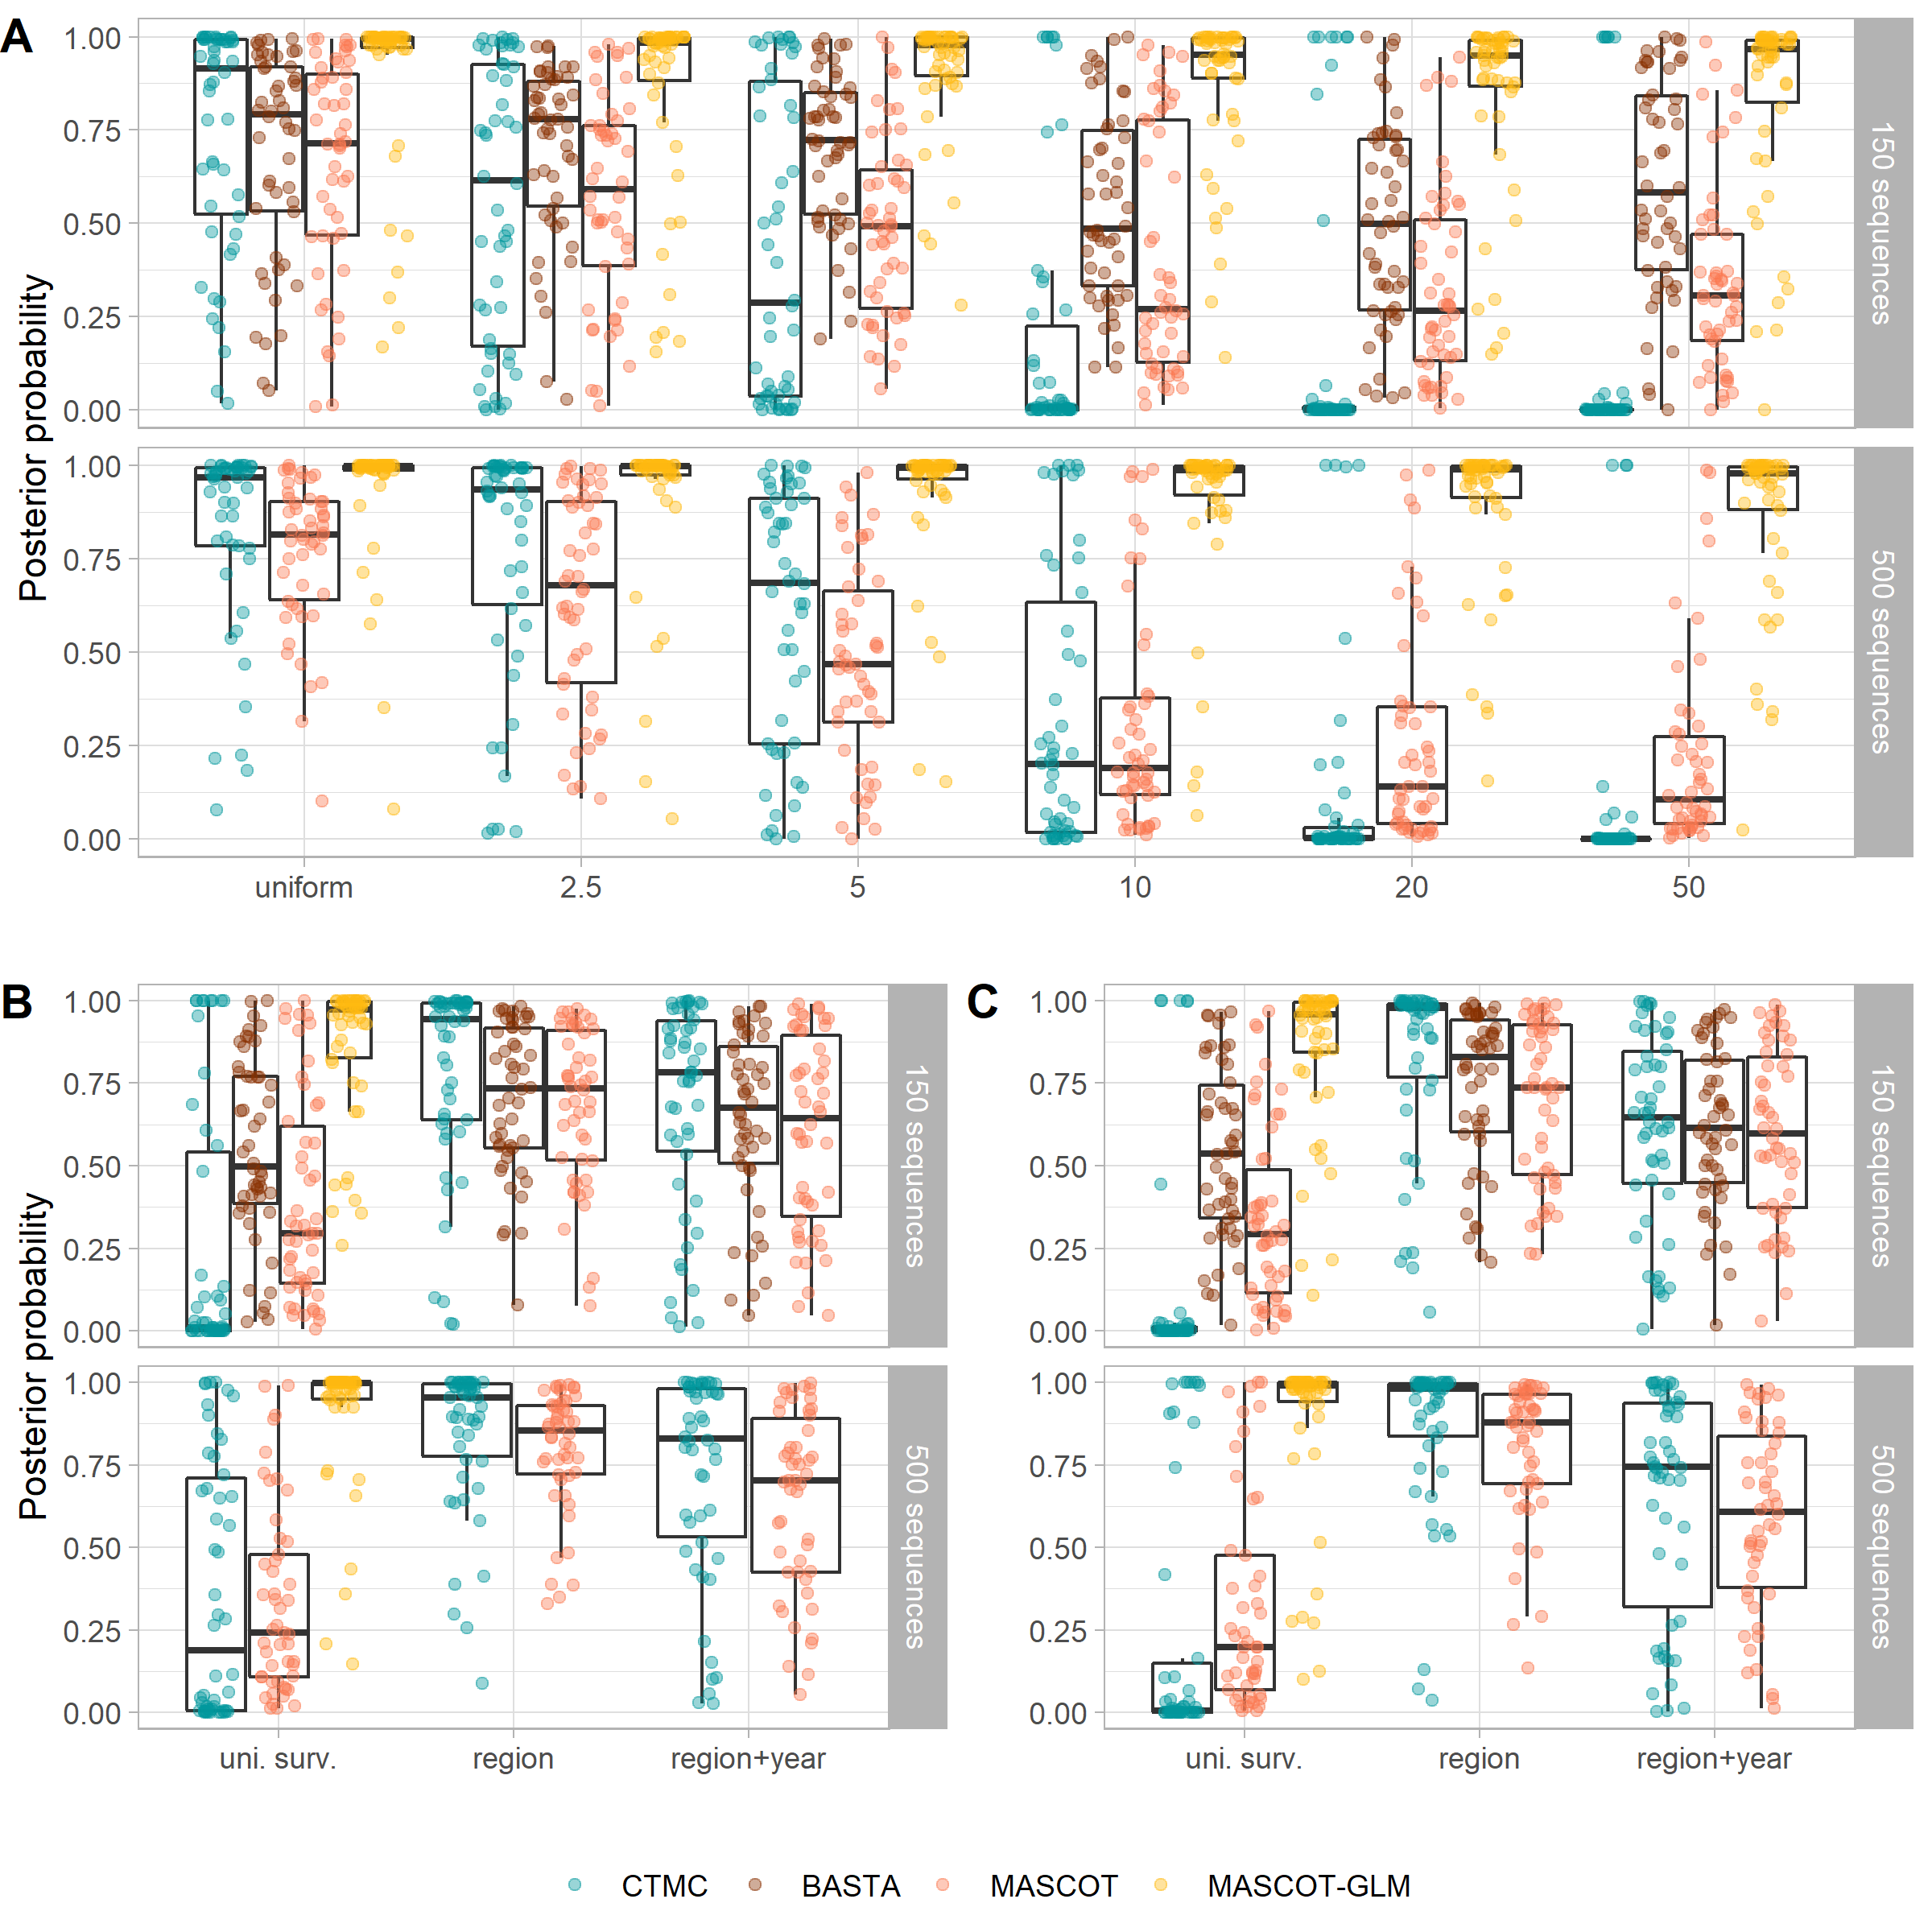 A
Posterior probability
1.00
0.75
0.50
0.25
0.00
150 sequences
1.00
0.75
0.50
0.25
0.00
500 sequences
uniform 2.5 5 10 20 50
B
Posterior probability
1.00
0.75
0.50
0.25
0.00
150 sequences
1.00
0.75
0.50
0.25
0.00
500 sequences
uni. surv. region region+year
C
1.00
0.75
0.50
0.25
0.00
150 sequences
1.00
0.75
0.50
0.25
0.00
500 sequences
uni. surv. region region+year
CTMC BASTA MASCOT MASCOT-GLM